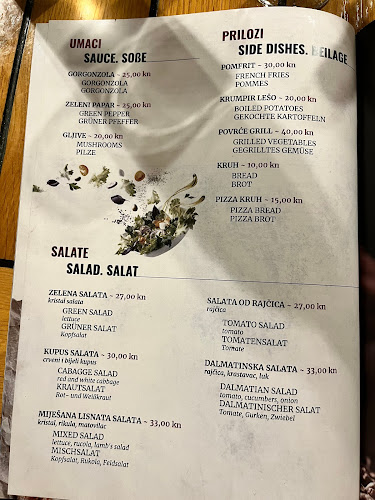 UMACI
SAUCE. SOßE
GORGONZOLA ~ 25,00 kn
GORGONZOLA
GORGONZOLA
ZELENI PAPAR ~ 25,00 kn
GREEN PEPPER
GRÜNER PFEFFER
GLJIVE ~ 20,00 kn
MUSHROOMS
PILZE
PRILOZI
SIDE DISHES. BEILAGE
POMFRIT ~ 30,00 kn
FRENCH FRIES
POMMES
KRUMPIR LEŠO ~ 20,00 kn
BOILED POTATOES
GEKOCHTE KARTOFFELN
POVRĆE GRILL ~ 40,00 kn
GRILLED VEGETABLES
GEGRILLTES GEMÜSE
KRUH ~ 10,00 kn
BREAD
BROT
PIZZA KRUH ~ 15,00 kn
PIZZA BREAD
PIZZA BROT
SALATE
SALAD. SALAT
ZELENA SALATA ~ 27,00 kn
kristal salata
GREEN SALAD
lettuce
GRÜNER SALAT
Kopfsalat
KUPUS SALATA ~ 30,00 kn
crveni i bijeli kupus
CABAGGE SALAD
red and white cabbage
KRAUTSALAT
Rot- und Weißkraut
MIJEŠANA LISNATA SALATA ~ 33,00 kn
kristal, rikula, matovilac
MIXED SALAD
lettuce, rucola, lamb's salad
MISCHSALAT
Kopfsalat, Rukola, Feldsalat
SALATA OD RAJČICA ~ 27,00 kn
rajčica
TOMATO SALAD
tomato
TOMATENSALAT
Tomate
DALMATINSKA SALATA ~ 33,00 kn
rajčica, krastavac, luk
DALMATIAN SALAD
tomato, cucumbers, onion
DALMATINISCHER SALAT
Tomate, Gurken, Zwiebel